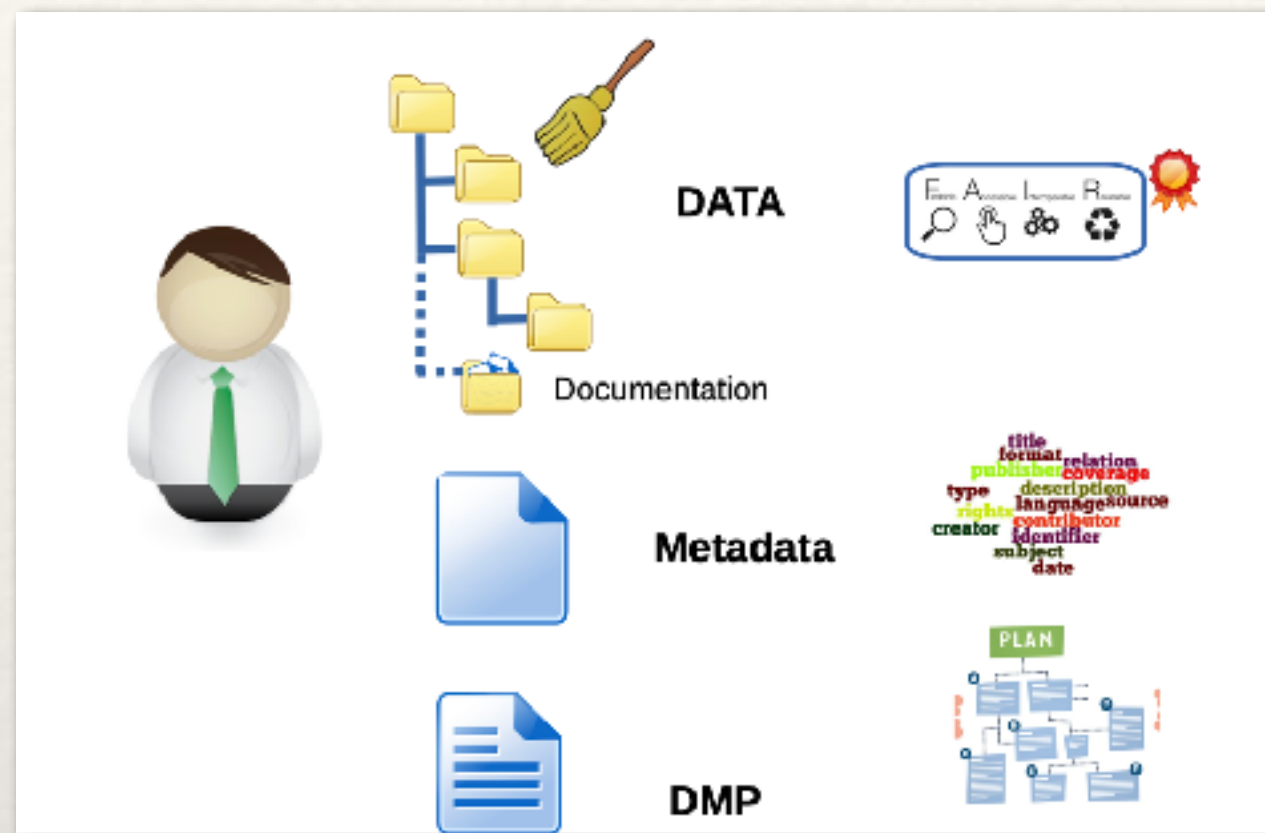 DATA
F A I R
Documentation
title
format relation
publisher coverage
type description
rights language source
creator contributor
identifier
subject
date
Metadata
PLAN
DMP